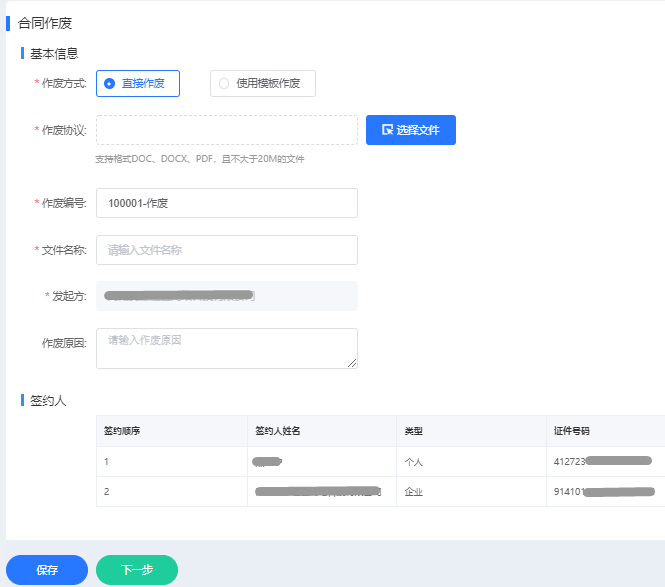 合同作废
基本信息
* 作废方式: 直接作废 使用模板作废
* 作废协议: 选择文件
支持格式DOC、DOCX、PDF，且不大于20M的文件
* 作废编号: 100001-作废
* 文件名称: 请输入文件名称
* 发起方:
作废原因: 请输入作废原因
签约人
签约顺序 签约人姓名 类型 证件号码
1 个人 412723
2 企业 914101
保存 下一步